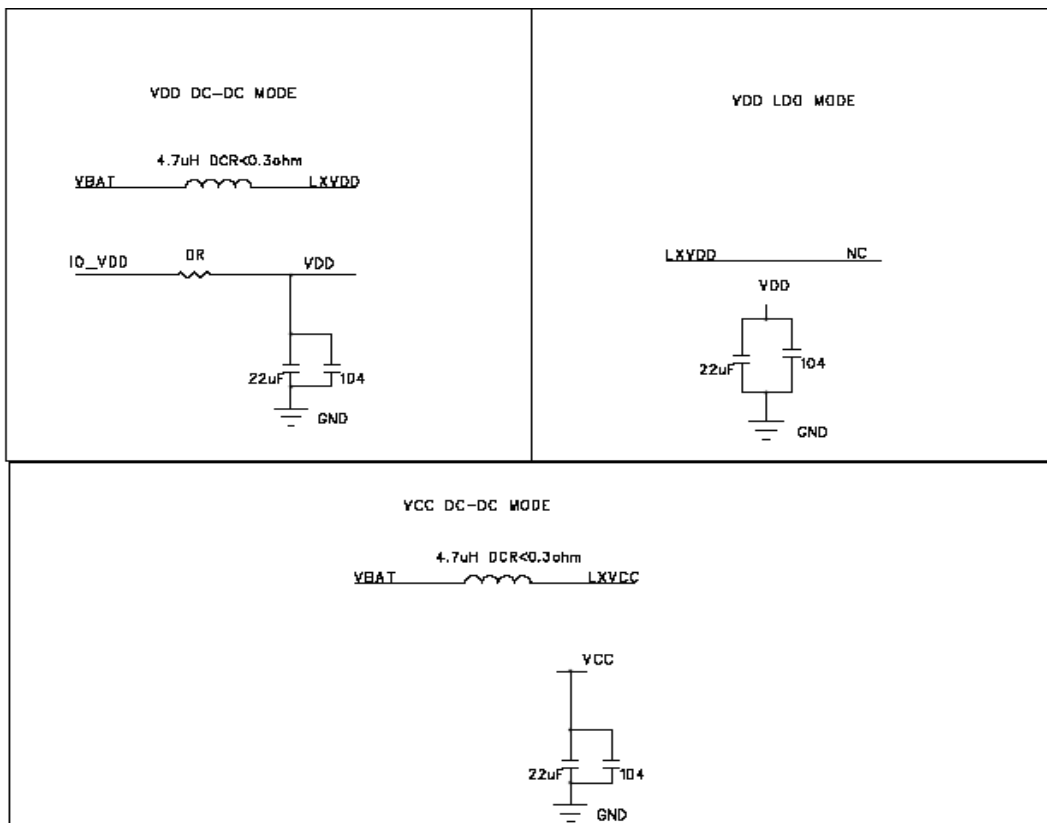 VDD DC-DC MODE
4.7uH DCR<0.3ohm
VBAT LXVDD
IO_VDD 0R VDD
22uF 104
GND
VDD LDO MODE
LXVDD NC
VDD
22uF 104
GND
VCC DC-DC MODE
4.7uH DCR<0.3ohm
VBAT LXVCC
VCC
22uF 104
GND